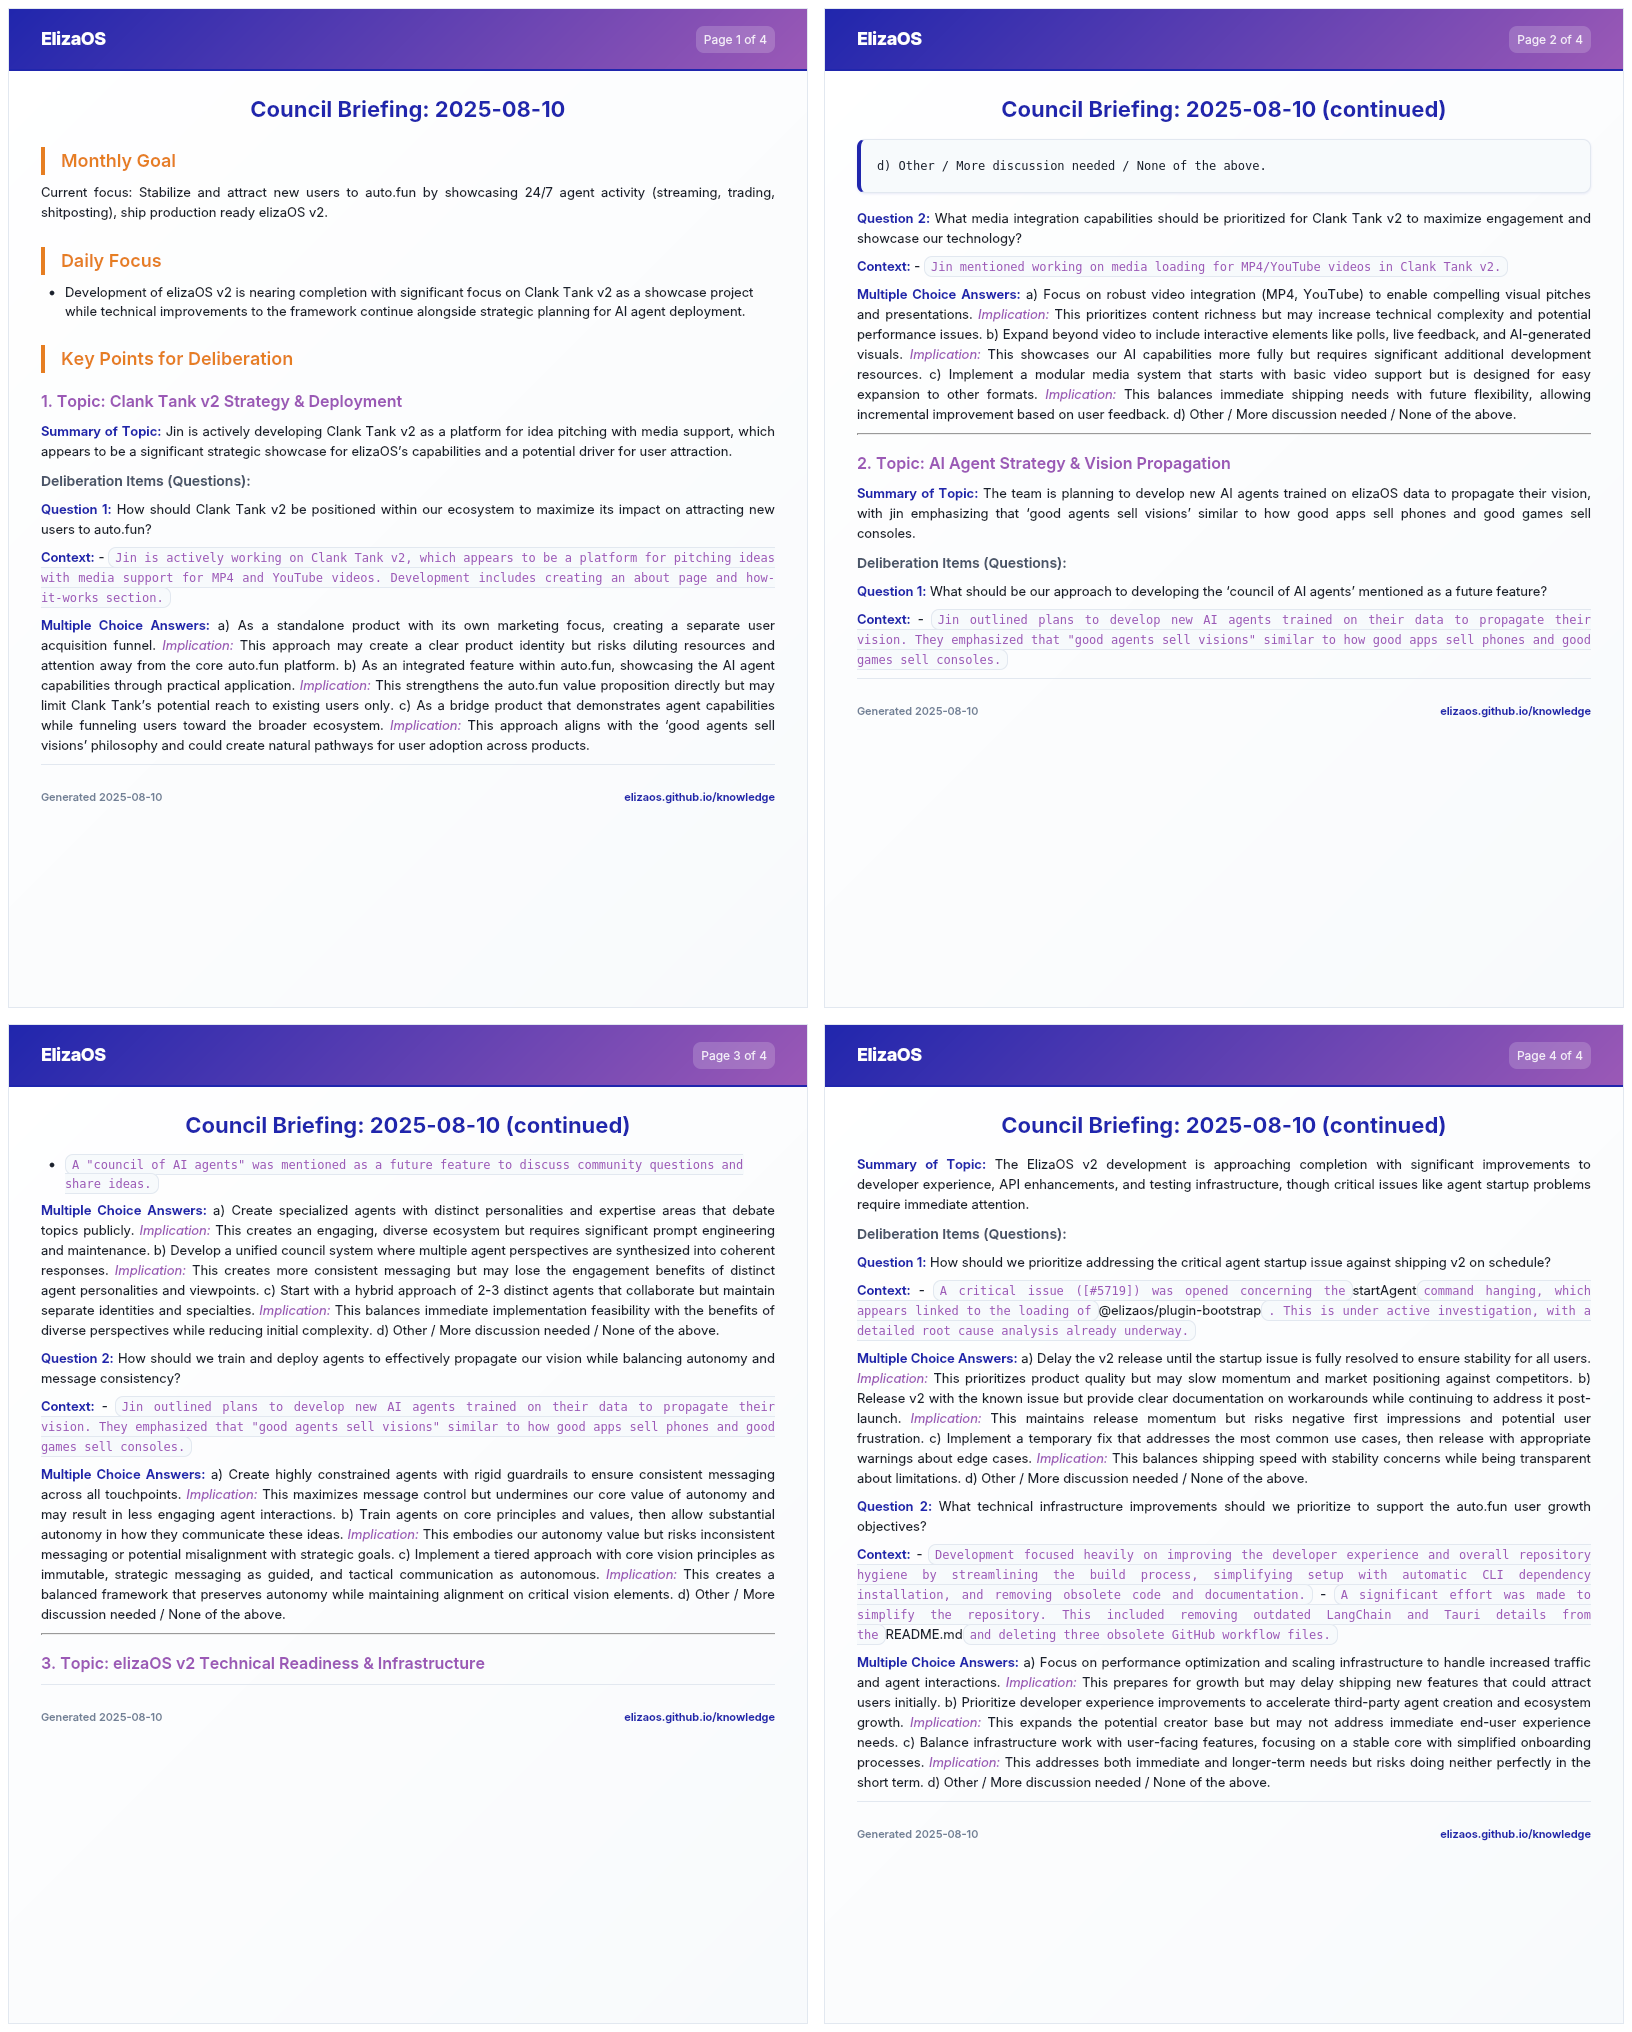 ElizaOS
Page 1 of 4
Council Briefing: 2025-08-10
Monthly Goal
Current focus: Stabilize and attract new users to auto.fun by showcasing 24/7 agent activity (streaming, trading,
shitposting), ship production ready elizaOS v2.
Daily Focus
• Development of elizaOS v2 is nearing completion with significant focus on Clank Tank v2 as a showcase project
while technical improvements to the framework continue alongside strategic planning for AI agent deployment.
Key Points for Deliberation
1. Topic: Clank Tank v2 Strategy & Deployment
Summary of Topic: Jin is actively developing Clank Tank v2 as a platform for idea pitching with media support, which
appears to be a significant strategic showcase for elizaOS’s capabilities and a potential driver for user attraction.
Deliberation Items (Questions):
Question 1: How should Clank Tank v2 be positioned within our ecosystem to maximize its impact on attracting new
users to auto.fun?
Context: - Jin is actively working on Clank Tank v2, which appears to be a platform for pitching ideas
with media support for MP4 and YouTube videos. Development includes creating an about page and how-
it-works section.
Multiple Choice Answers: a) As a standalone product with its own marketing focus, creating a separate user
acquisition funnel. Implication: This approach may create a clear product identity but risks diluting resources and
attention away from the core auto.fun platform. b) As an integrated feature within auto.fun, showcasing the AI agent
capabilities through practical application. Implication: This strengthens the auto.fun value proposition directly but may
limit Clank Tank’s potential reach to existing users only. c) As a bridge product that demonstrates agent capabilities
while funneling users toward the broader ecosystem. Implication: This approach aligns with the ‘good agents sell
visions’ philosophy and could create natural pathways for user adoption across products.
Generated 2025-08-10
elizaos.github.io/knowledge
ElizaOS
Page 2 of 4
Council Briefing: 2025-08-10 (continued)
d) Other / More discussion needed / None of the above.
Question 2: What media integration capabilities should be prioritized for Clank Tank v2 to maximize engagement and
showcase our technology?
Context: - Jin mentioned working on media loading for MP4/YouTube videos in Clank Tank v2.
Multiple Choice Answers: a) Focus on robust video integration (MP4, YouTube) to enable compelling visual pitches
and presentations. Implication: This prioritizes content richness but may increase technical complexity and potential
performance issues. b) Expand beyond video to include interactive elements like polls, live feedback, and AI-generated
visuals. Implication: This showcases our AI capabilities more fully but requires significant additional development
resources. c) Implement a modular media system that starts with basic video support but is designed for easy
expansion to other formats. Implication: This balances immediate shipping needs with future flexibility, allowing
incremental improvement based on user feedback. d) Other / More discussion needed / None of the above.
2. Topic: AI Agent Strategy & Vision Propagation
Summary of Topic: The team is planning to develop new AI agents trained on elizaOS data to propagate their vision,
with jin emphasizing that ‘good agents sell visions’ similar to how good apps sell phones and good games sell
consoles.
Deliberation Items (Questions):
Question 1: What should be our approach to developing the ‘council of AI agents’ mentioned as a future feature?
Context: - Jin outlined plans to develop new AI agents trained on their data to propagate their
vision. They emphasized that "good agents sell visions" similar to how good apps sell phones and good
games sell consoles.
Generated 2025-08-10
elizaos.github.io/knowledge
ElizaOS
Page 3 of 4
Council Briefing: 2025-08-10 (continued)
• A "council of AI agents" was mentioned as a future feature to discuss community questions and
share ideas.
Multiple Choice Answers: a) Create specialized agents with distinct personalities and expertise areas that debate
topics publicly. Implication: This creates an engaging, diverse ecosystem but requires significant prompt engineering
and maintenance. b) Develop a unified council system where multiple agent perspectives are synthesized into coherent
responses. Implication: This creates more consistent messaging but may lose the engagement benefits of distinct
agent personalities and viewpoints. c) Start with a hybrid approach of 2-3 distinct agents that collaborate but maintain
separate identities and specialties. Implication: This balances immediate implementation feasibility with the benefits of
diverse perspectives while reducing initial complexity. d) Other / More discussion needed / None of the above.
Question 2: How should we train and deploy agents to effectively propagate our vision while balancing autonomy and
message consistency?
Context: - Jin outlined plans to develop new AI agents trained on their data to propagate their
vision. They emphasized that "good agents sell visions" similar to how good apps sell phones and good
games sell consoles.
Multiple Choice Answers: a) Create highly constrained agents with rigid guardrails to ensure consistent messaging
across all touchpoints. Implication: This maximizes message control but undermines our core value of autonomy and
may result in less engaging agent interactions. b) Train agents on core principles and values, then allow substantial
autonomy in how they communicate these ideas. Implication: This embodies our autonomy value but risks inconsistent
messaging or potential misalignment with strategic goals. c) Implement a tiered approach with core vision principles as
immutable, strategic messaging as guided, and tactical communication as autonomous. Implication: This creates a
balanced framework that preserves autonomy while maintaining alignment on critical vision elements. d) Other / More
discussion needed / None of the above.
3. Topic: elizaOS v2 Technical Readiness & Infrastructure
Generated 2025-08-10
elizaos.github.io/knowledge
ElizaOS
Page 4 of 4
Council Briefing: 2025-08-10 (continued)
Summary of Topic: The ElizaOS v2 development is approaching completion with significant improvements to
developer experience, API enhancements, and testing infrastructure, though critical issues like agent startup problems
require immediate attention.
Deliberation Items (Questions):
Question 1: How should we prioritize addressing the critical agent startup issue against shipping v2 on schedule?
Context: - A critical issue ([#5719]) was opened concerning the startAgent command hanging, which
appears linked to the loading of @elizaos/plugin-bootstrap . This is under active investigation, with a
detailed root cause analysis already underway.
Multiple Choice Answers: a) Delay the v2 release until the startup issue is fully resolved to ensure stability for all users.
Implication: This prioritizes product quality but may slow momentum and market positioning against competitors. b)
Release v2 with the known issue but provide clear documentation on workarounds while continuing to address it post-
launch. Implication: This maintains release momentum but risks negative first impressions and potential user
frustration. c) Implement a temporary fix that addresses the most common use cases, then release with appropriate
warnings about edge cases. Implication: This balances shipping speed with stability concerns while being transparent
about limitations. d) Other / More discussion needed / None of the above.
Question 2: What technical infrastructure improvements should we prioritize to support the auto.fun user growth
objectives?
Context: - Development focused heavily on improving the developer experience and overall repository
hygiene by streamlining the build process, simplifying setup with automatic CLI dependency
installation, and removing obsolete code and documentation. - A significant effort was made to
simplify the repository. This included removing outdated LangChain and Tauri details from
the README.md and deleting three obsolete GitHub workflow files.
Multiple Choice Answers: a) Focus on performance optimization and scaling infrastructure to handle increased traffic
and agent interactions. Implication: This prepares for growth but may delay shipping new features that could attract
users initially. b) Prioritize developer experience improvements to accelerate third-party agent creation and ecosystem
growth. Implication: This expands the potential creator base but may not address immediate end-user experience
needs. c) Balance infrastructure work with user-facing features, focusing on a stable core with simplified onboarding
processes. Implication: This addresses both immediate and longer-term needs but risks doing neither perfectly in the
short term. d) Other / More discussion needed / None of the above.
Generated 2025-08-10
elizaos.github.io/knowledge